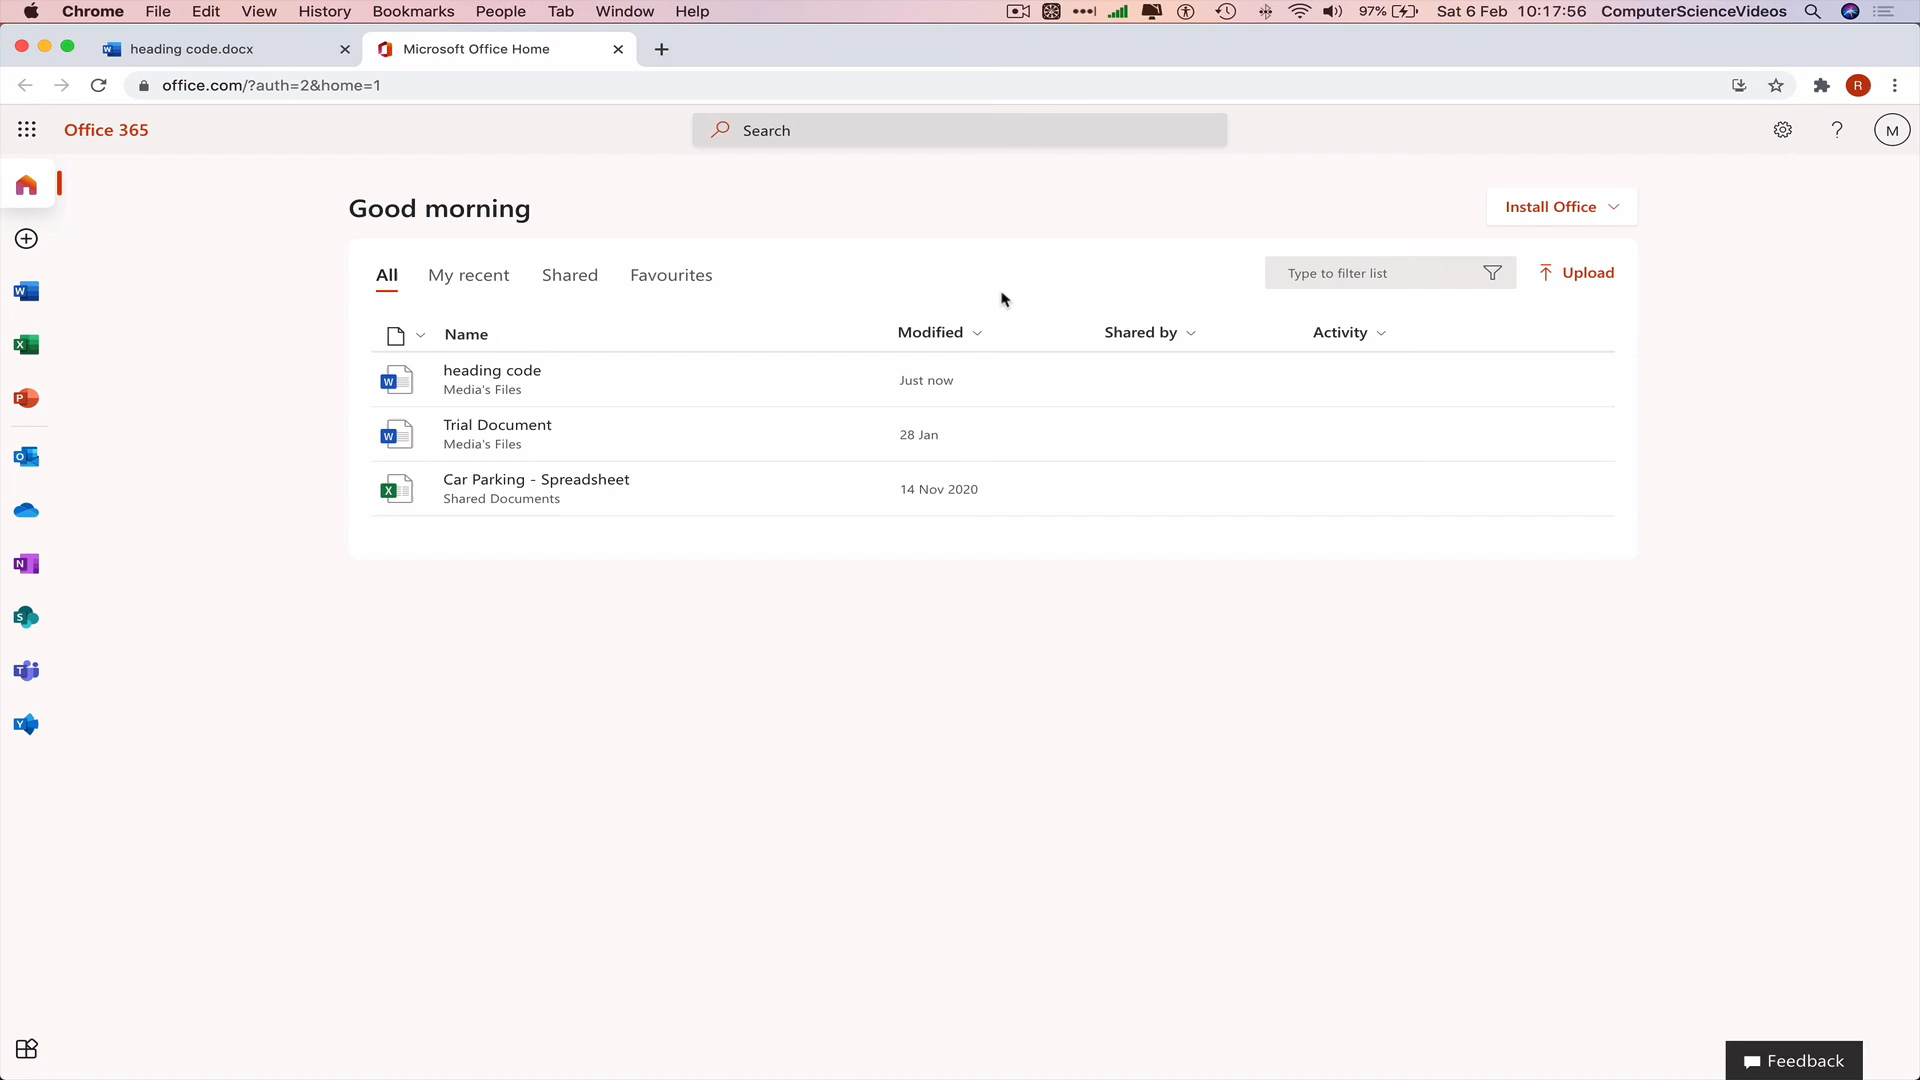 Chrome File Edit View History Bookmarks People Tab Window Help 97% Sat 6 Feb 10:17:56 ComputerScienceVideos
W heading code.docx Microsoft Office Home
office.com/?auth=2&home=1 R
Office 365 Search ? M
Good morning Install Office
All My recent Shared Favourites Type to filter list Upload
Name Modified Shared by Activity
W heading code Just now
Media's Files
W Trial Document 28 Jan
Media's Files
X Car Parking - Spreadsheet 14 Nov 2020
Shared Documents
W
X
P
O
N
S
T
Y
Feedback